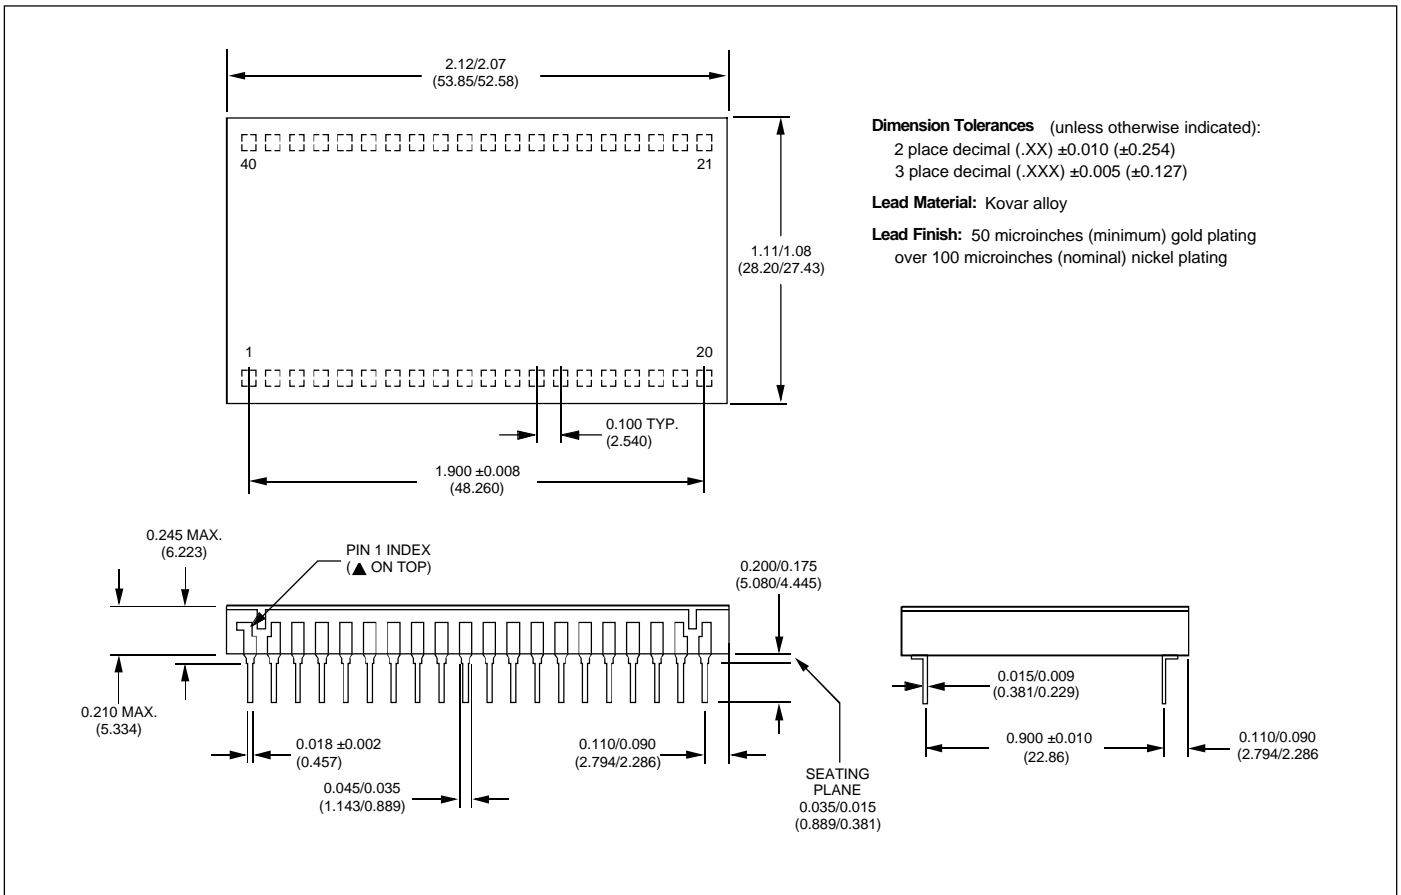 2.12/2.07
(53.85/52.58)
40
21
1.11/1.08
(28.20/27.43)
1
20
0.100 TYP.
(2.540)
1.900 ±0.008
(48.260)
Dimension Tolerances (unless otherwise indicated):
2 place decimal (.XX) ±0.010 (±0.254)
3 place decimal (.XXX) ±0.005 (±0.127)
Lead Material: Kovar alloy
Lead Finish: 50 microinches (minimum) gold plating
over 100 microinches (nominal) nickel plating
0.245 MAX.
(6.223)
PIN 1 INDEX
(▲ ON TOP)
0.200/0.175
(5.080/4.445)
0.210 MAX.
(5.334)
0.018 ±0.002
(0.457)
0.045/0.035
(1.143/0.889)
0.110/0.090
(2.794/2.286)
SEATING
PLANE
0.035/0.015
(0.889/0.381)
0.015/0.009
(0.381/0.229)
0.900 ±0.010
(22.86)
0.110/0.090
(2.794/2.286